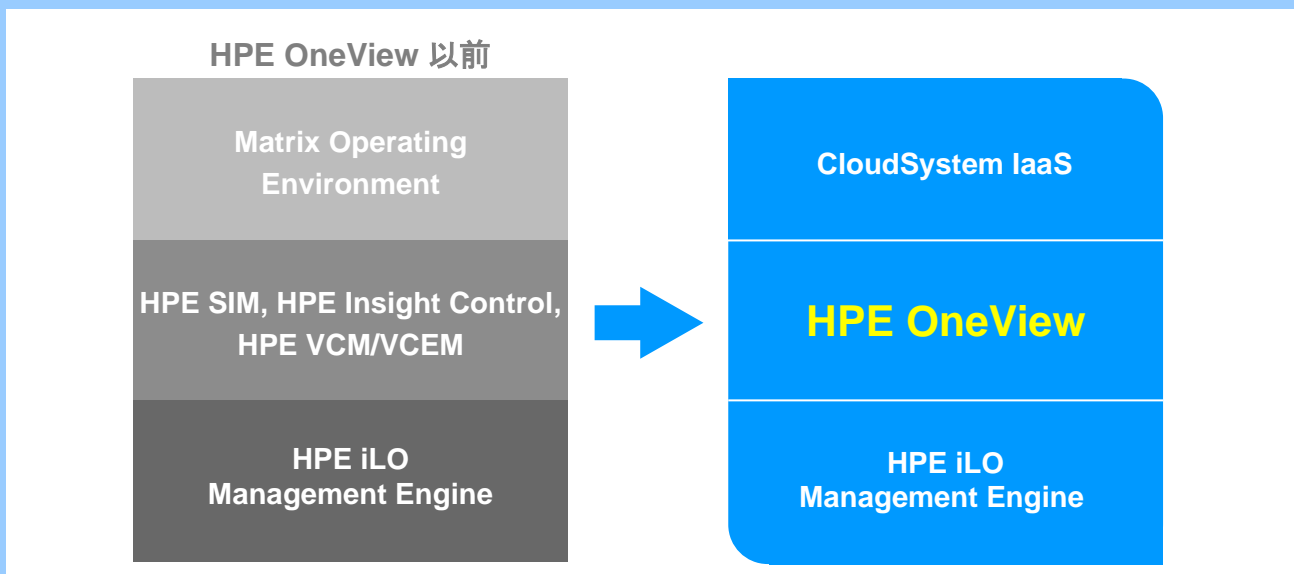 HPE OneView 以前
Matrix Operating
Environment
HPE SIM, HPE Insight Control,
HPE VCM/VCEM
HPE iLO
Management Engine
CloudSystem IaaS
HPE OneView
HPE iLO
Management Engine